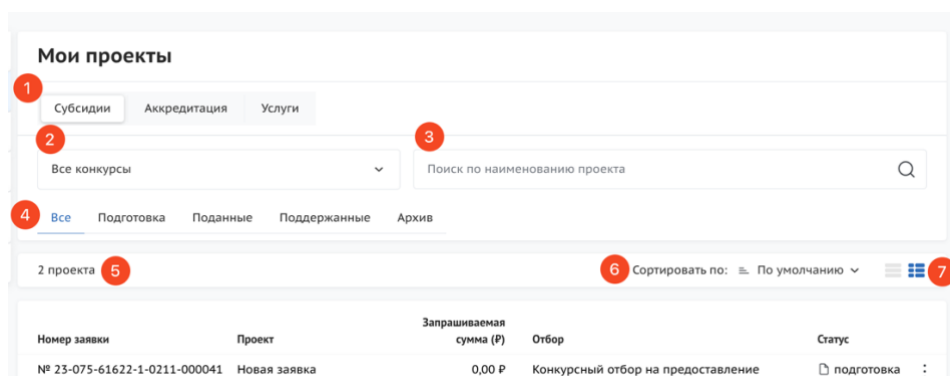 Мои проекты
1
Субсидии Аккредитация Услуги
2 3
Все конкурсы Поиск по наименованию проекта
4 Все Подготовка Поданные Поддержанные Архив
2 проекта 5 6 Сортировать по: По умолчанию 7
Запрашиваемая
Номер заявки Проект сумма (₽) Отбор Статус
№ 23-075-61622-1-0211-000041 Новая заявка 0,00 ₽ Конкурсный отбор на предоставление подготовка